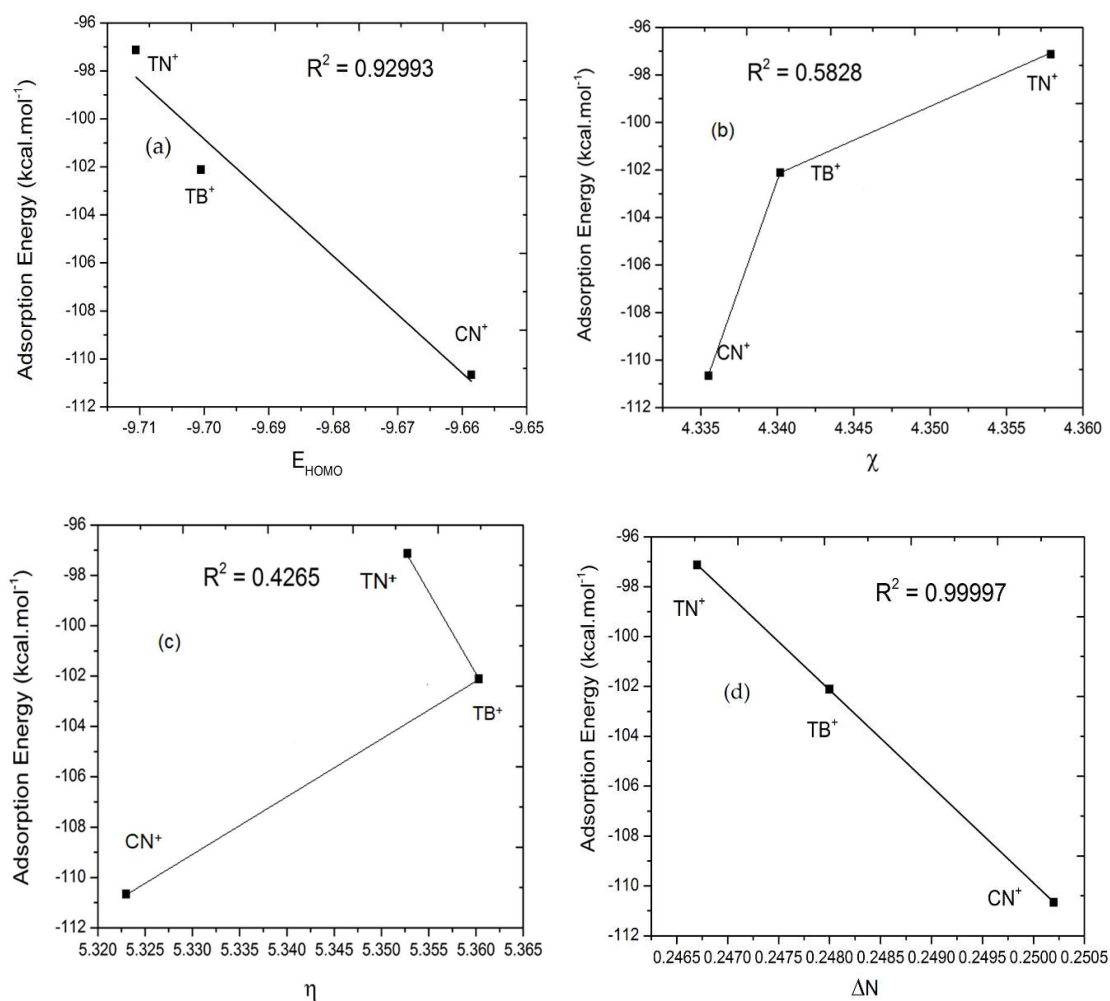 -96
-98
-100
-102
-104
-106
-108
-110
-112
Adsorption Energy (kcal.mol⁻¹)
TN⁺
R² = 0.92993
(a)
TB⁺
CN⁺
-9.71 -9.70 -9.69 -9.68 -9.67 -9.66 -9.65
E_HOMO
-96
-98
-100
-102
-104
-106
-108
-110
-112
Adsorption Energy (kcal.mol⁻¹)
R² = 0.5828
TN⁺
(b)
TB⁺
CN⁺
4.335 4.340 4.345 4.350 4.355 4.360
χ
-96
-98
-100
-102
-104
-106
-108
-110
-112
Adsorption Energy (kcal.mol⁻¹)
R² = 0.4265
TN⁺
(c)
TB⁺
CN⁺
5.320 5.325 5.330 5.335 5.340 5.345 5.350 5.355 5.360 5.365
η
-96
-98
-100
-102
-104
-106
-108
-110
-112
Adsorption Energy (kcal.mol⁻¹)
R² = 0.99997
TN⁺
(d)
TB⁺
CN⁺
0.2465 0.2470 0.2475 0.2480 0.2485 0.2490 0.2495 0.2500 0.2505
ΔN